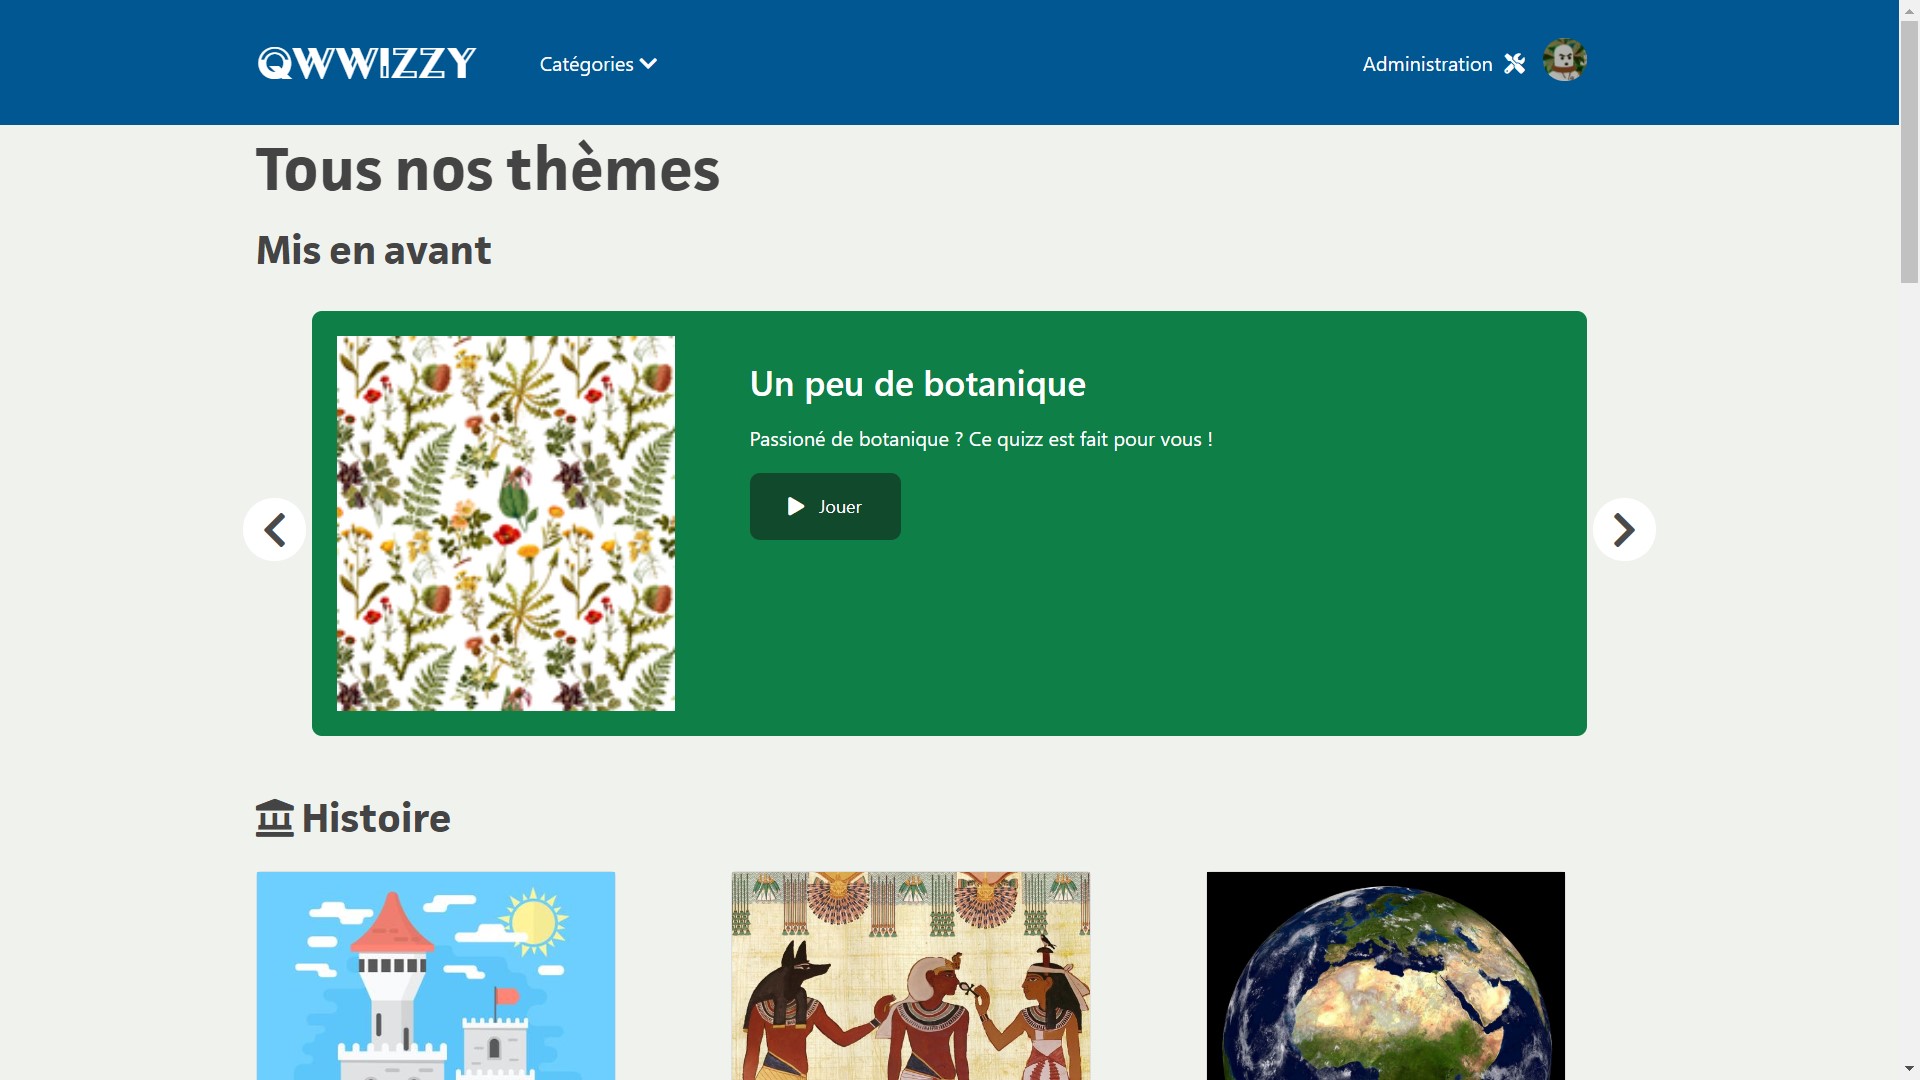 QWWIZZY
Catégories
Administration
Tous nos thèmes
Mis en avant
Un peu de botanique
Passioné de botanique ? Ce quizz est fait pour vous !
Jouer
Histoire